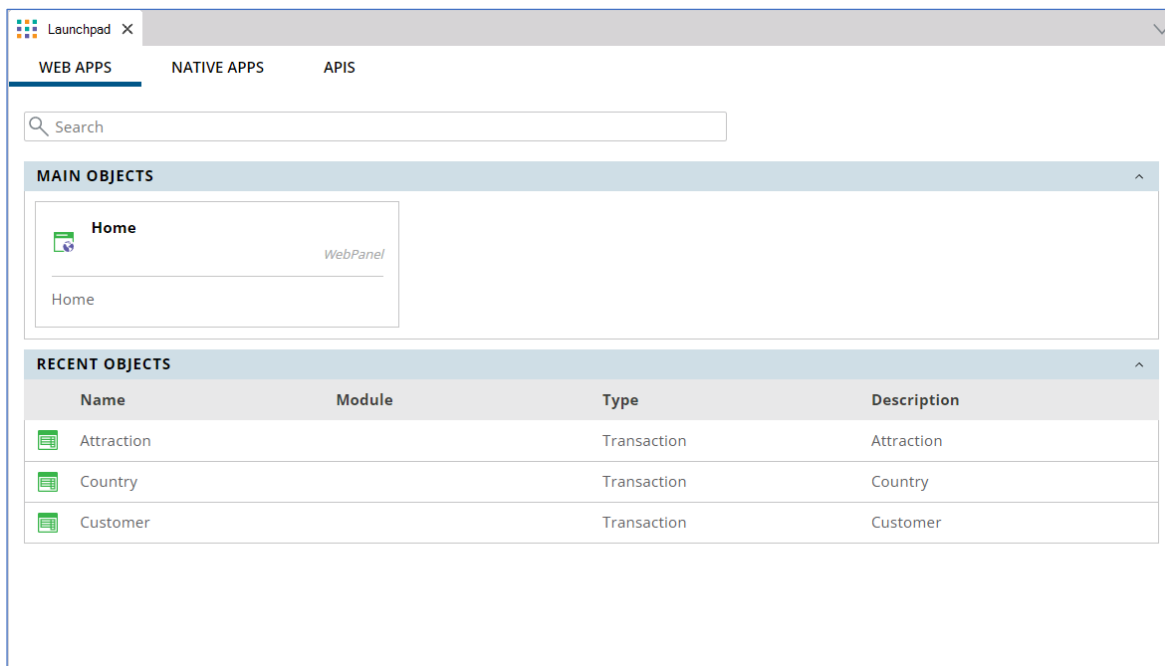 Launchpad
WEB APPS NATIVE APPS APIS
Search
MAIN OBJECTS
Home
WebPanel
Home
RECENT OBJECTS
Name Module Type Description
Attraction Transaction Attraction
Country Transaction Country
Customer Transaction Customer